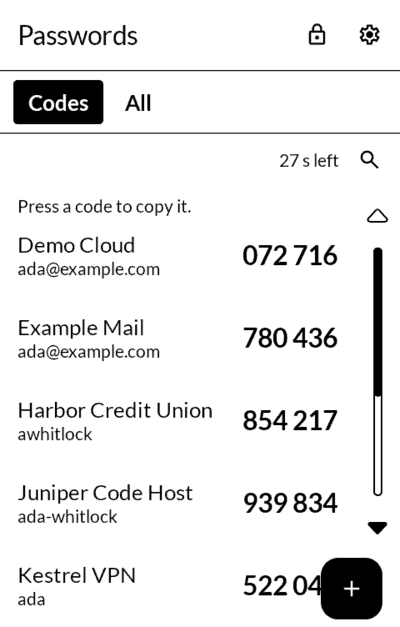 Passwords
Codes All
27 s left
Press a code to copy it.
Demo Cloud
ada@example.com
072 716
Example Mail
ada@example.com
780 436
Harbor Credit Union
awhitlock
854 217
Juniper Code Host
ada-whitlock
939 834
Kestrel VPN
ada
522